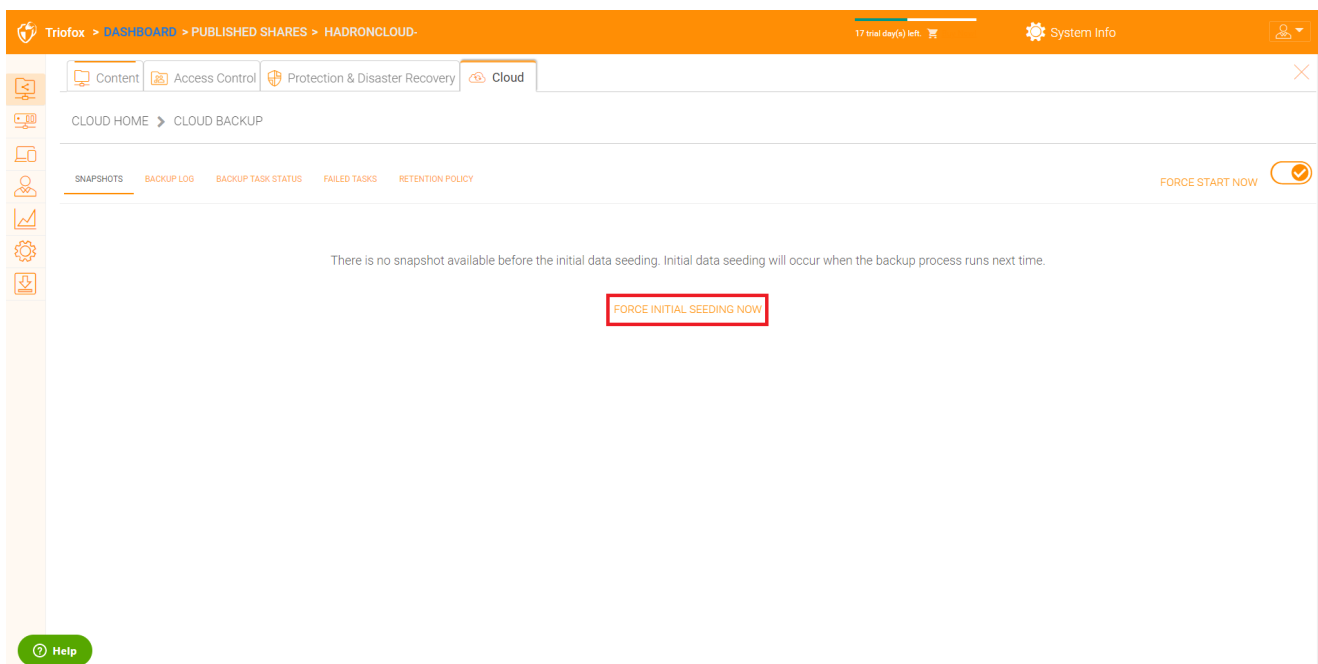 Triofox > DASHBOARD > PUBLISHED SHARES > HADRONCLOUD-
17 trial day(s) left.
System Info
Content
Access Control
Protection & Disaster Recovery
Cloud
CLOUD HOME > CLOUD BACKUP
SNAPSHOTS
BACKUP LOG
BACKUP TASK STATUS
FAILED TASKS
RETENTION POLICY
FORCE START NOW
There is no snapshot available before the initial data seeding. Initial data seeding will occur when the backup process runs next time.
FORCE INITIAL SEEDING NOW
Help